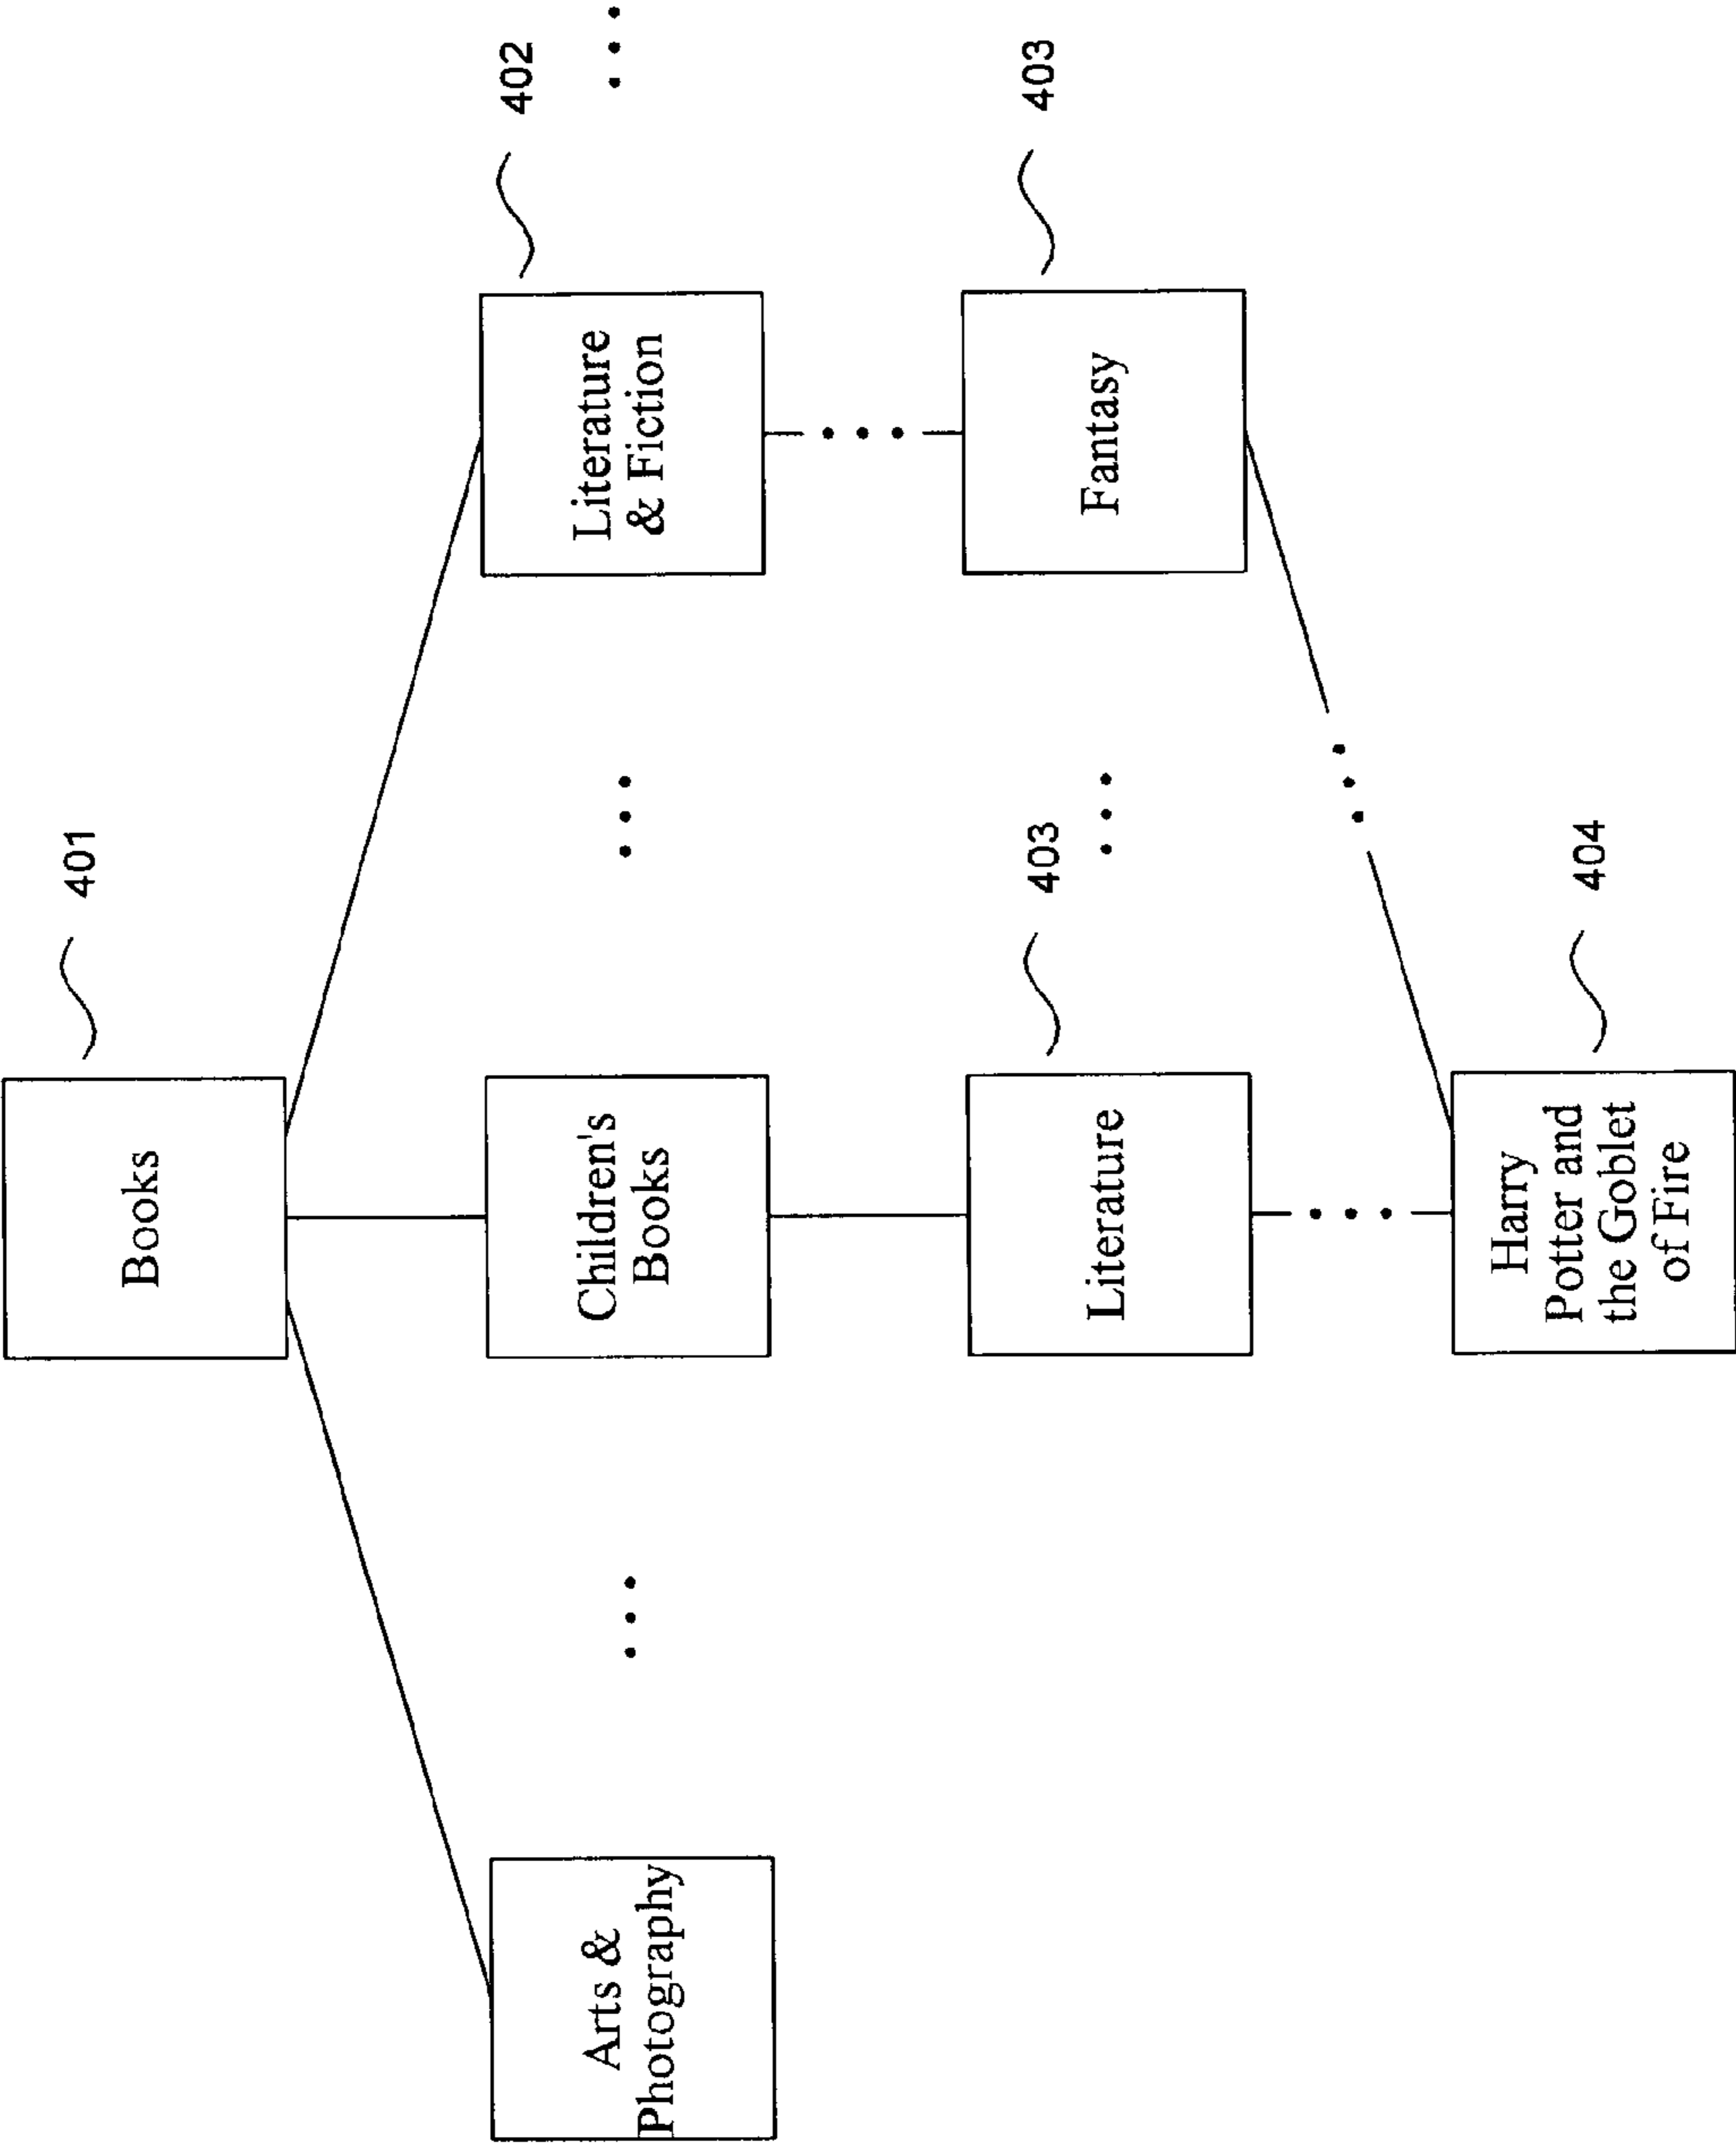 Books
401
Arts &
Photography
Children's
Books
Literature
& Fiction
402
Literature
403
Fantasy
403
Harry
Potter and
the Goblet
of Fire
404